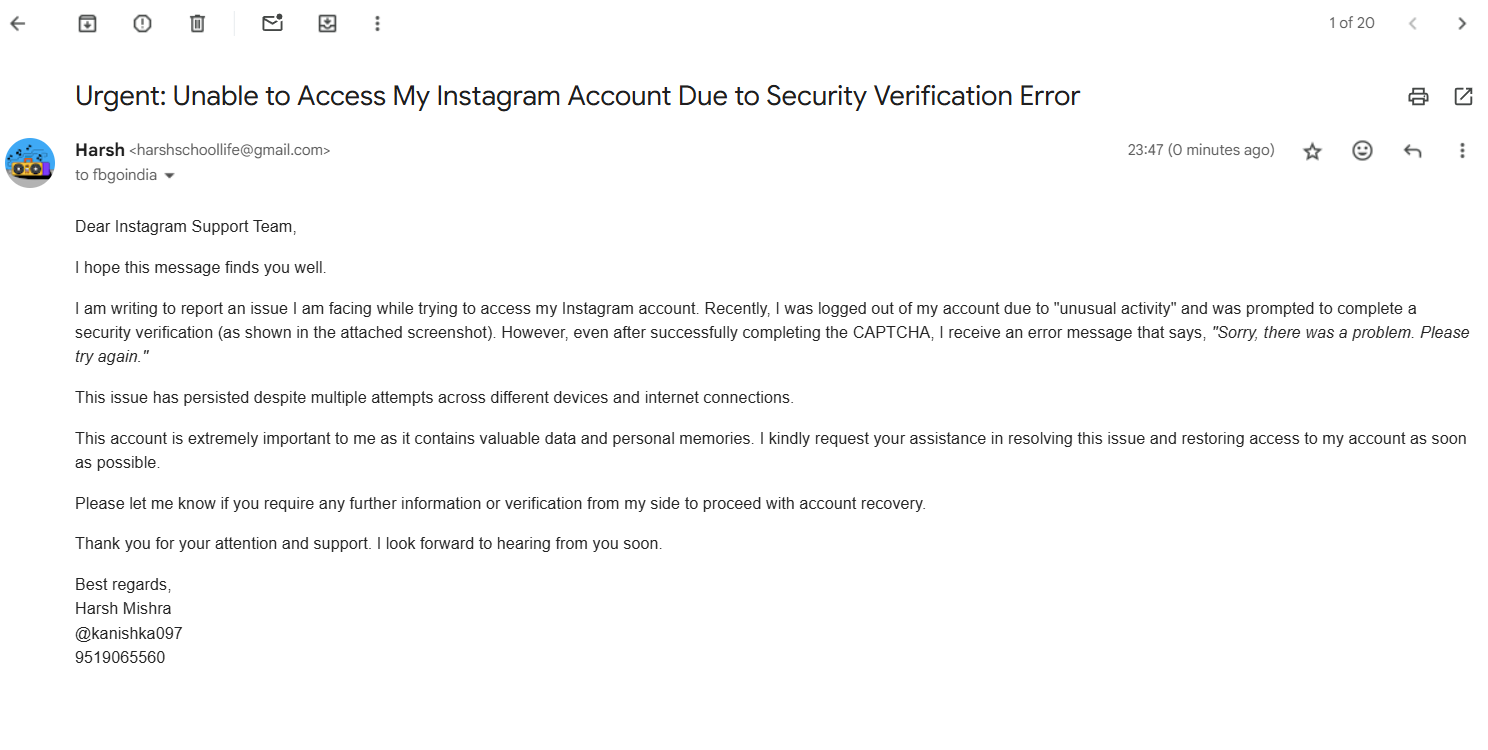 1 of 20
Urgent: Unable to Access My Instagram Account Due to Security Verification Error
Harsh <harshschoollife@gmail.com>
23:47 (0 minutes ago)
to fbgoindia
Dear Instagram Support Team,
I hope this message finds you well.
I am writing to report an issue I am facing while trying to access my Instagram account. Recently, I was logged out of my account due to "unusual activity" and was prompted to complete a
security verification (as shown in the attached screenshot). However, even after successfully completing the CAPTCHA, I receive an error message that says, "Sorry, there was a problem. Please
try again."
This issue has persisted despite multiple attempts across different devices and internet connections.
This account is extremely important to me as it contains valuable data and personal memories. I kindly request your assistance in resolving this issue and restoring access to my account as soon
as possible.
Please let me know if you require any further information or verification from my side to proceed with account recovery.
Thank you for your attention and support. I look forward to hearing from you soon.
Best regards,
Harsh Mishra
@kanishka097
9519065560